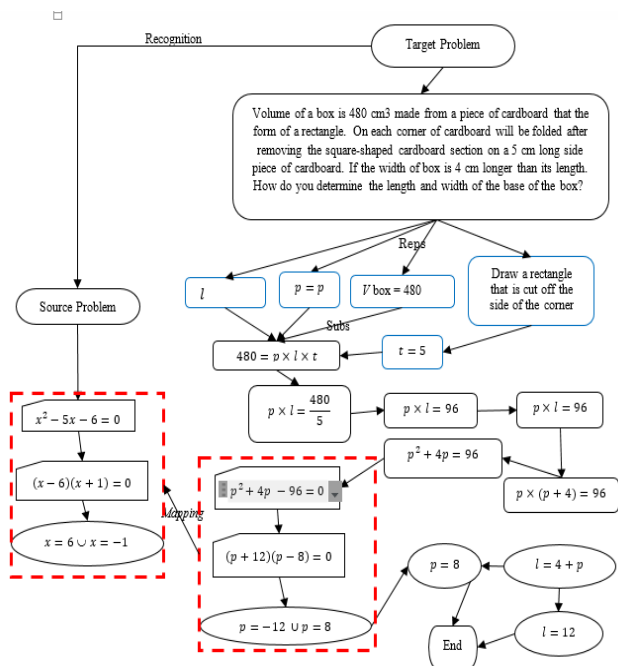 Recognition
Target Problem
Volume of a box is 480 cm3 made from a piece of cardboard that the
form of a rectangle. On each corner of cardboard will be folded after
removing the square-shaped cardboard section on a 5 cm long side
piece of cardboard. If the width of box is 4 cm longer than its length.
How do you determine the length and width of the base of the box?
Reps
l
p = p
V box = 480
Draw a rectangle
that is cut off the
side of the corner
Source Problem
Subs
480 = p × l × t
t = 5
p × l = 480/5
p × l = 96
p × l = 96
x² − 5x − 6 = 0
p² + 4p = 96
(x − 6)(x + 1) = 0
p² + 4p − 96 = 0
p × (p + 4) = 96
Mapping
x = 6 ∪ x = −1
(p + 12)(p − 8) = 0
p = 8
l = 4 + p
p = −12 ∪ p = 8
l = 12
End